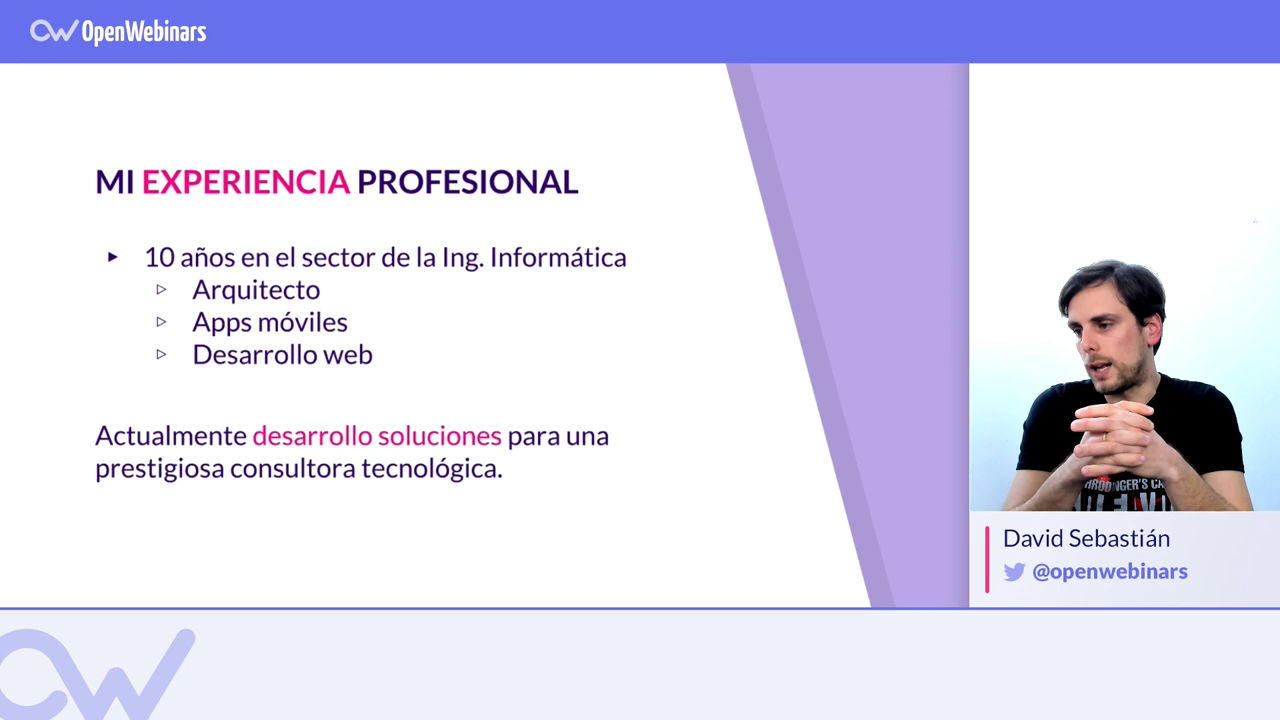 OpenWebinars
MI EXPERIENCIA PROFESIONAL
10 años en el sector de la Ing. Informática
Arquitecto
Apps móviles
Desarrollo web
Actualmente desarrollo soluciones para una
prestigiosa consultora tecnológica.
David Sebastián
@openwebinars